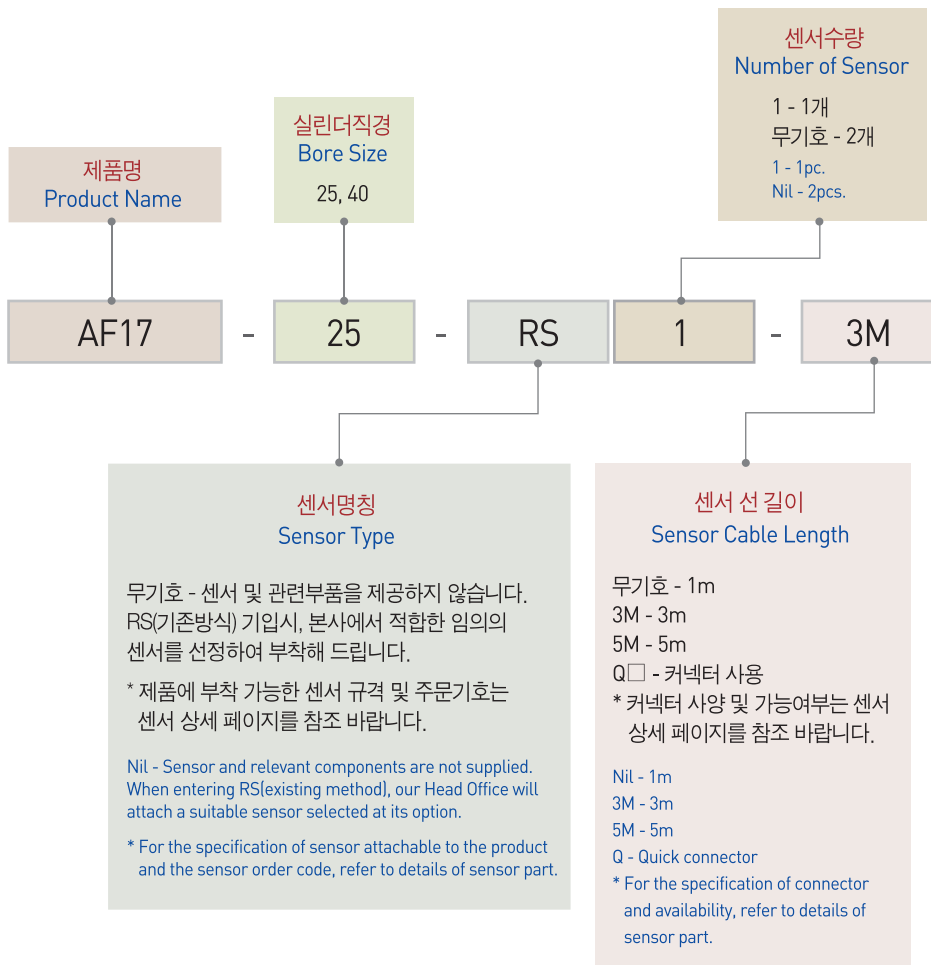 센서수량
Number of Sensor
1 - 1개
무기호 - 2개
1 - 1pc.
Nil - 2pcs.
실린더직경
Bore Size
25, 40
제품명
Product Name
AF17 - 25 - RS 1 - 3M
센서명칭
Sensor Type
무기호 - 센서 및 관련부품을 제공하지 않습니다.
RS(기존방식) 기입시, 본사에서 적합한 임의의
센서를 선정하여 부착해 드립니다.
* 제품에 부착 가능한 센서 규격 및 주문기호는
센서 상세 페이지를 참조 바랍니다.
Nil - Sensor and relevant components are not supplied.
When entering RS(existing method), our Head Office will
attach a suitable sensor selected at its option.
* For the specification of sensor attachable to the product
and the sensor order code, refer to details of sensor part.
센서 선 길이
Sensor Cable Length
무기호 - 1m
3M - 3m
5M - 5m
Q□ - 커넥터 사용
* 커넥터 사양 및 가능여부는 센서
상세 페이지를 참조 바랍니다.
Nil - 1m
3M - 3m
5M - 5m
Q - Quick connector
* For the specification of connector
and availability, refer to details of
sensor part.